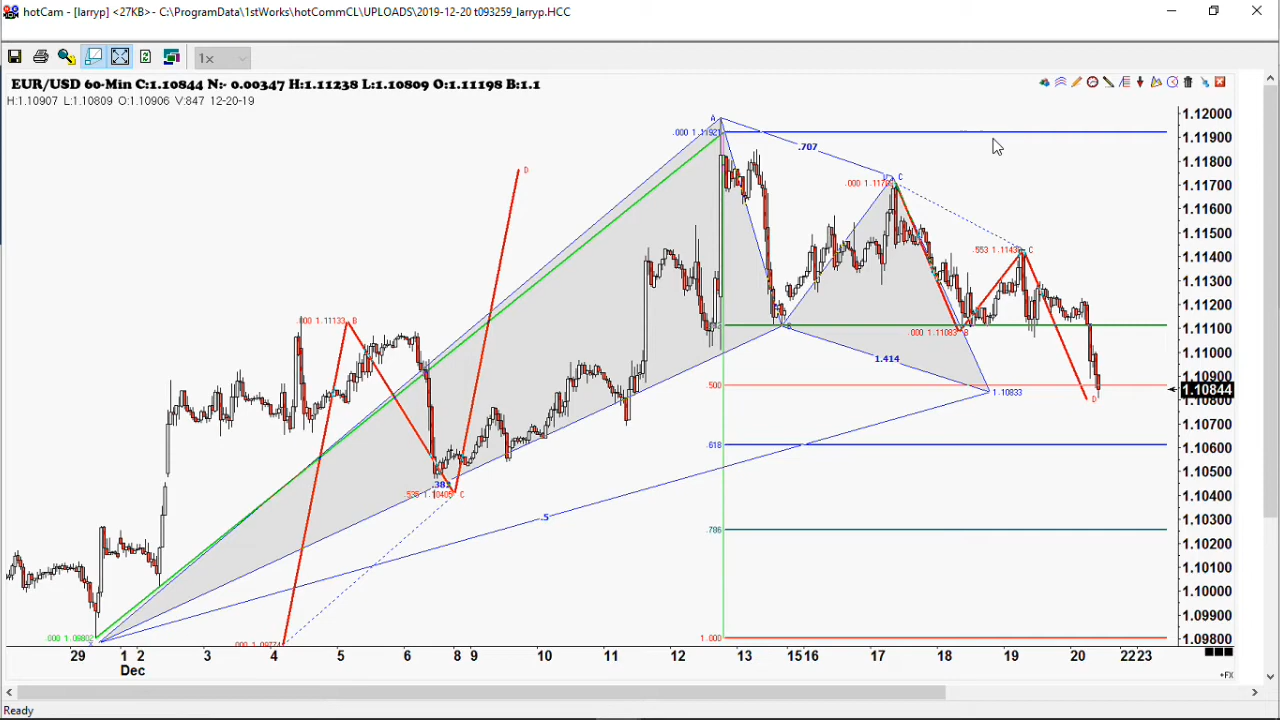 hotCam - [larryp] <27KB> - C:\ProgramData\1stWorks\hotCommCL\UPLOADS\2019-12-20 t093259_larryp.HCC
1x
EUR/USD 60-Min C:1.10844 N:- 0.00347 H:1.11238 L:1.10809 O:1.11198 B:1.1
H:1.10907 L:1.10809 O:1.10906 V:847 12-20-19
1.12000
1.11900
1.11800
1.11700
1.11600
1.11500
1.11400
1.11300
1.11200
1.11100
1.11000
1.10900
1.10844
1.10800
1.10700
1.10600
1.10500
1.10400
1.10300
1.10200
1.10100
1.10000
1.09900
1.09800
A
.000 1.11921
.707
C
D
.553 1.1143
C
.000 1.11133 B
B
.000 1.11083 B
1.414
.500
1.10833
D
.618
.382
C
.5
.786
.000 1.09802
X
.000 1.09774
1.000
29 1 2 3 4 5 6 8 9 10 11 12 13 15 16 17 18 19 20 22 23
Dec
+FX
Ready